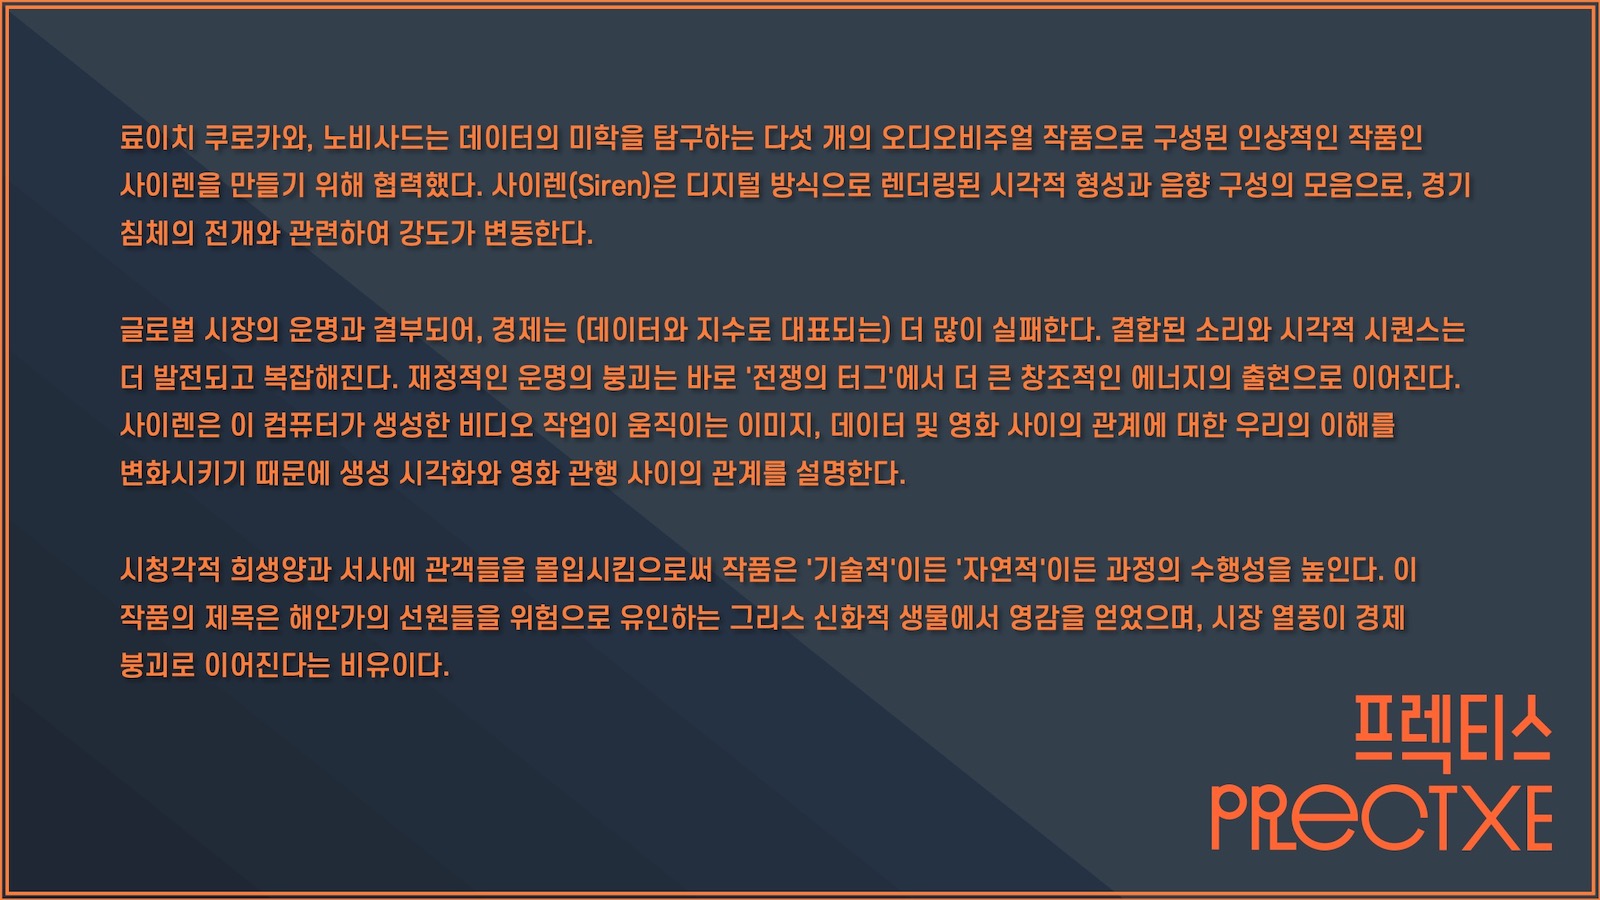 료이치 쿠로카와, 노비사드는 데이터의 미학을 탐구하는 다섯 개의 오디오비주얼 작품으로 구성된 인상적인 작품인
사이렌을 만들기 위해 협력했다. 사이렌(Siren)은 디지털 방식으로 렌더링된 시각적 형성과 음향 구성의 모음으로, 경기
침체의 전개와 관련하여 강도가 변동한다.
글로벌 시장의 운명과 결부되어, 경제는 (데이터와 지수로 대표되는) 더 많이 실패한다. 결합된 소리와 시각적 시퀀스는
더 발전되고 복잡해진다. 재정적인 운명의 붕괴는 바로 '전쟁의 터그'에서 더 큰 창조적인 에너지의 출현으로 이어진다.
사이렌은 이 컴퓨터가 생성한 비디오 작업이 움직이는 이미지, 데이터 및 영화 사이의 관계에 대한 우리의 이해를
변화시키기 때문에 생성 시각화와 영화 관행 사이의 관계를 설명한다.
시청각적 희생양과 서사에 관객들을 몰입시킴으로써 작품은 '기술적'이든 '자연적'이든 과정의 수행성을 높인다. 이
작품의 제목은 해안가의 선원들을 위험으로 유인하는 그리스 신화적 생물에서 영감을 얻었으며, 시장 열풍이 경제
붕괴로 이어진다는 비유이다.
프렉티스
PRECTXE